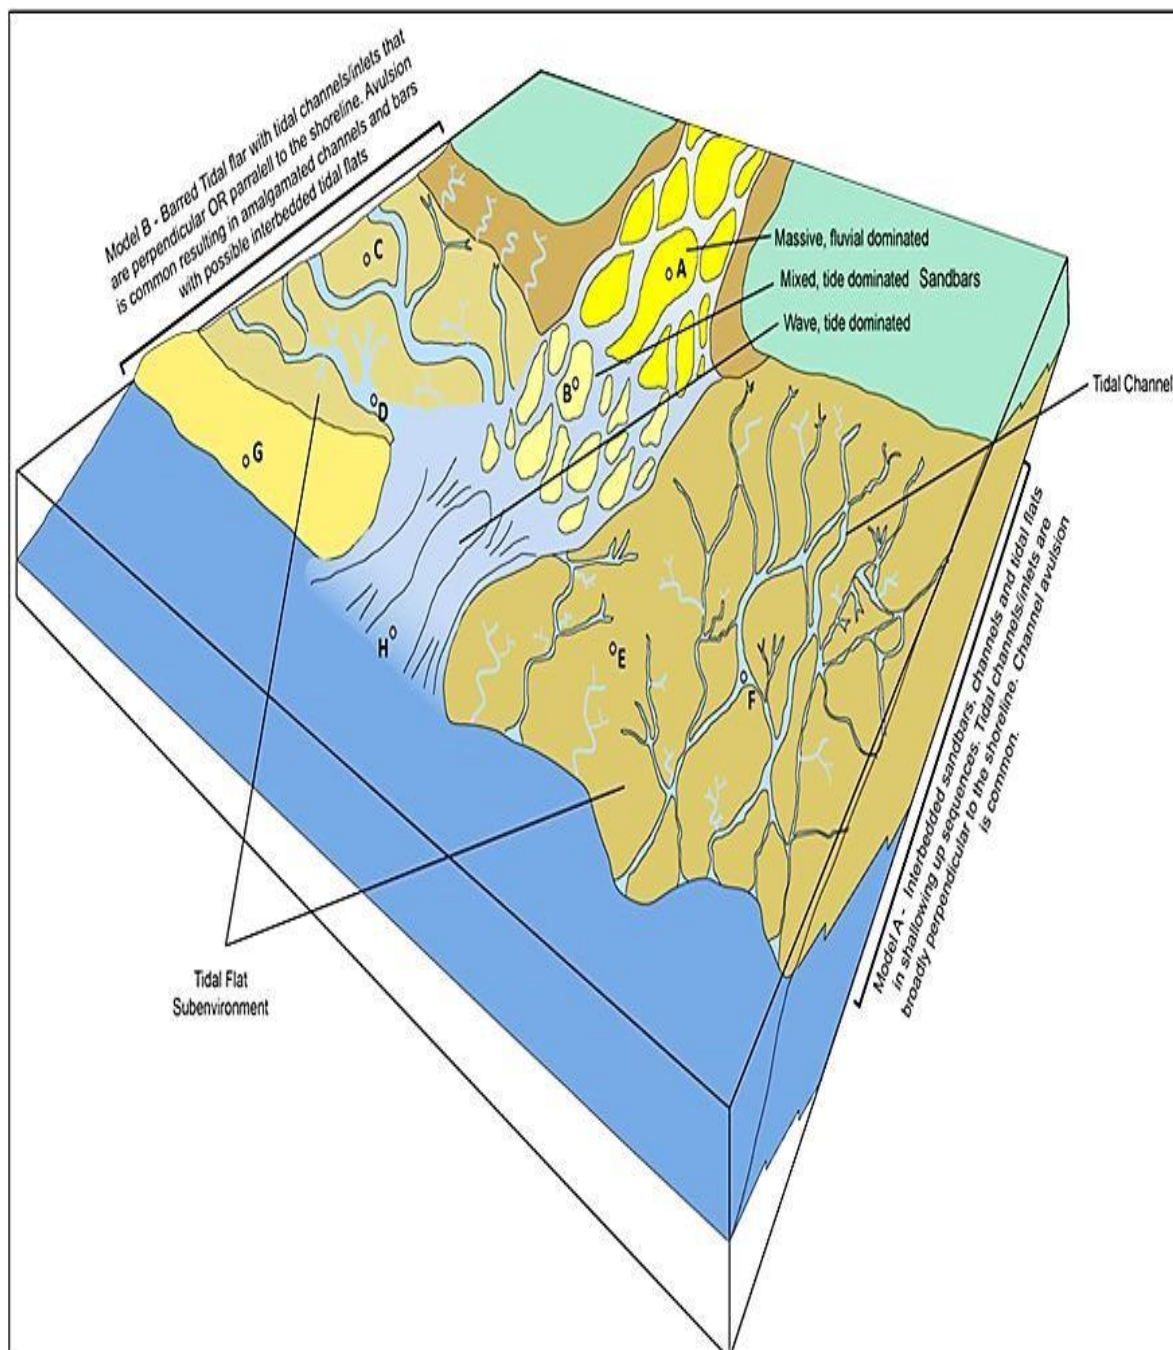 Model B - Barred Tidal flar with tidal channels/inlets that
are perpendicular OR parralell to the shoreline. Avulsion
is common resulting in amalgamated channels and bars
with possible interbedded tidal flats
C
A
Massive, fluvial dominated
Mixed, tide dominated Sandbars
Wave, tide dominated
Tidal Channel
B
D
G
H
E
F
Model A - Interbedded sandbars, channels and tidal flats
in shallowing up sequences. Tidal channels/inlets are
broadly perpendicular to the shoreline. Channel avulsion
is common.
Tidal Flat
Subenvironment